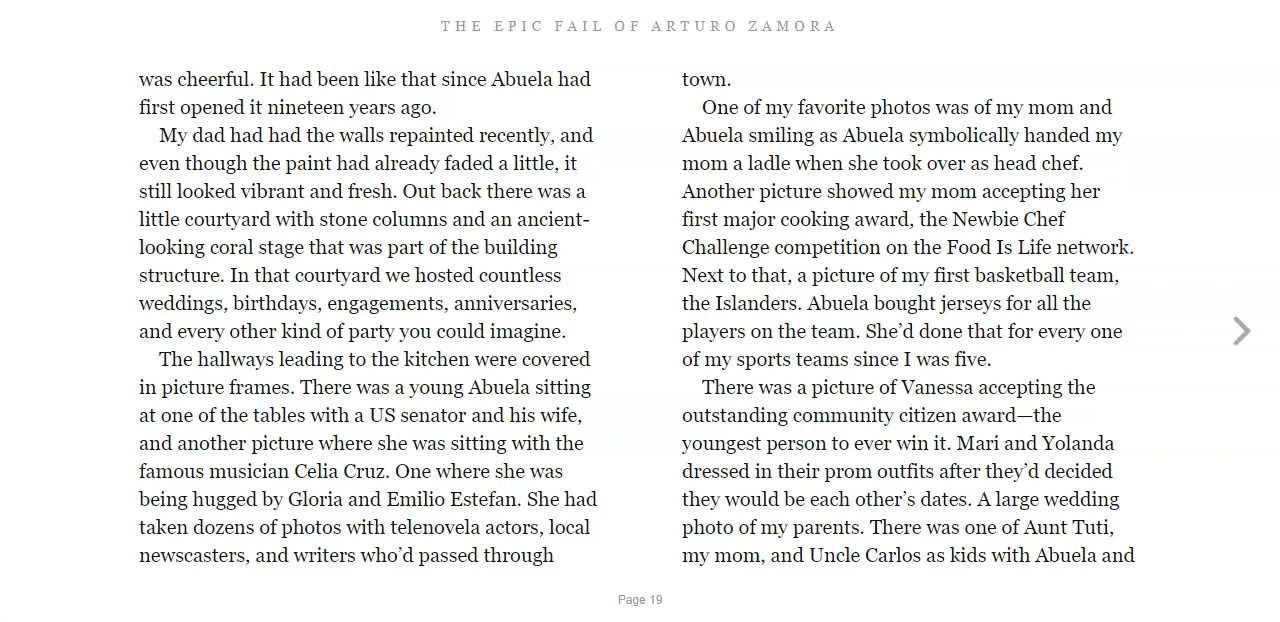 THE EPIC FAIL OF ARTURO ZAMORA
was cheerful. It had been like that since Abuela had
first opened it nineteen years ago.
My dad had had the walls repainted recently, and
even though the paint had already faded a little, it
still looked vibrant and fresh. Out back there was a
little courtyard with stone columns and an ancient-
looking coral stage that was part of the building
structure. In that courtyard we hosted countless
weddings, birthdays, engagements, anniversaries,
and every other kind of party you could imagine.
The hallways leading to the kitchen were covered
in picture frames. There was a young Abuela sitting
at one of the tables with a US senator and his wife,
and another picture where she was sitting with the
famous musician Celia Cruz. One where she was
being hugged by Gloria and Emilio Estefan. She had
taken dozens of photos with telenovela actors, local
newscasters, and writers who’d passed through
town.
One of my favorite photos was of my mom and
Abuela smiling as Abuela symbolically handed my
mom a ladle when she took over as head chef.
Another picture showed my mom accepting her
first major cooking award, the Newbie Chef
Challenge competition on the Food Is Life network.
Next to that, a picture of my first basketball team,
the Islanders. Abuela bought jerseys for all the
players on the team. She’d done that for every one
of my sports teams since I was five.
There was a picture of Vanessa accepting the
outstanding community citizen award—the
youngest person to ever win it. Mari and Yolanda
dressed in their prom outfits after they’d decided
they would be each other’s dates. A large wedding
photo of my parents. There was one of Aunt Tuti,
my mom, and Uncle Carlos as kids with Abuela and
Page 19